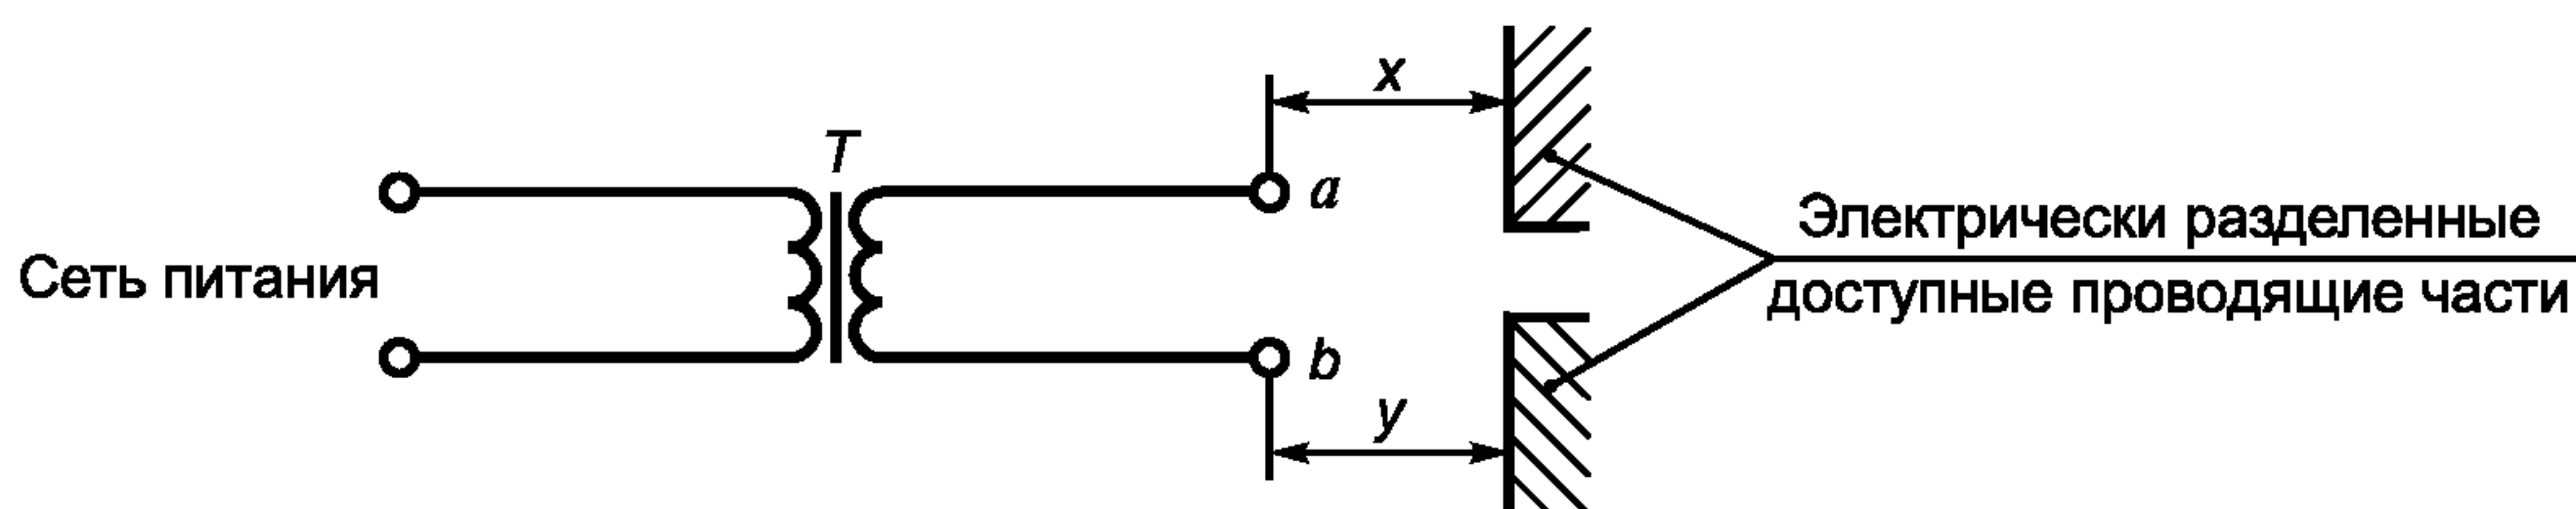 x
T
a
Сеть питания
b
y
Электрически разделенные
доступные проводящие части